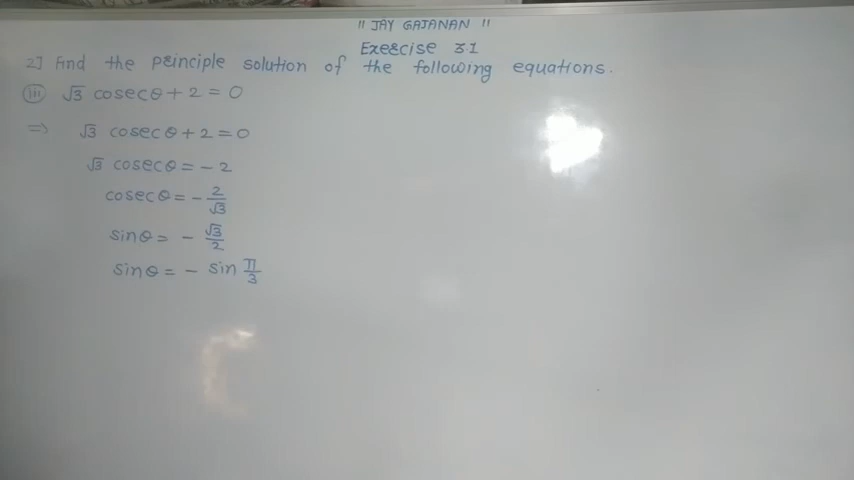 ॥ JAY GAJANAN ॥
Exercise 3.1
2] Find the principle solution of the following equations.
(iii) √3 cosecθ + 2 = 0
⇒ √3 cosecθ + 2 = 0
√3 cosecθ = - 2
cosecθ = - 2/√3
sinθ = - √3/2
sinθ = - sin π/3